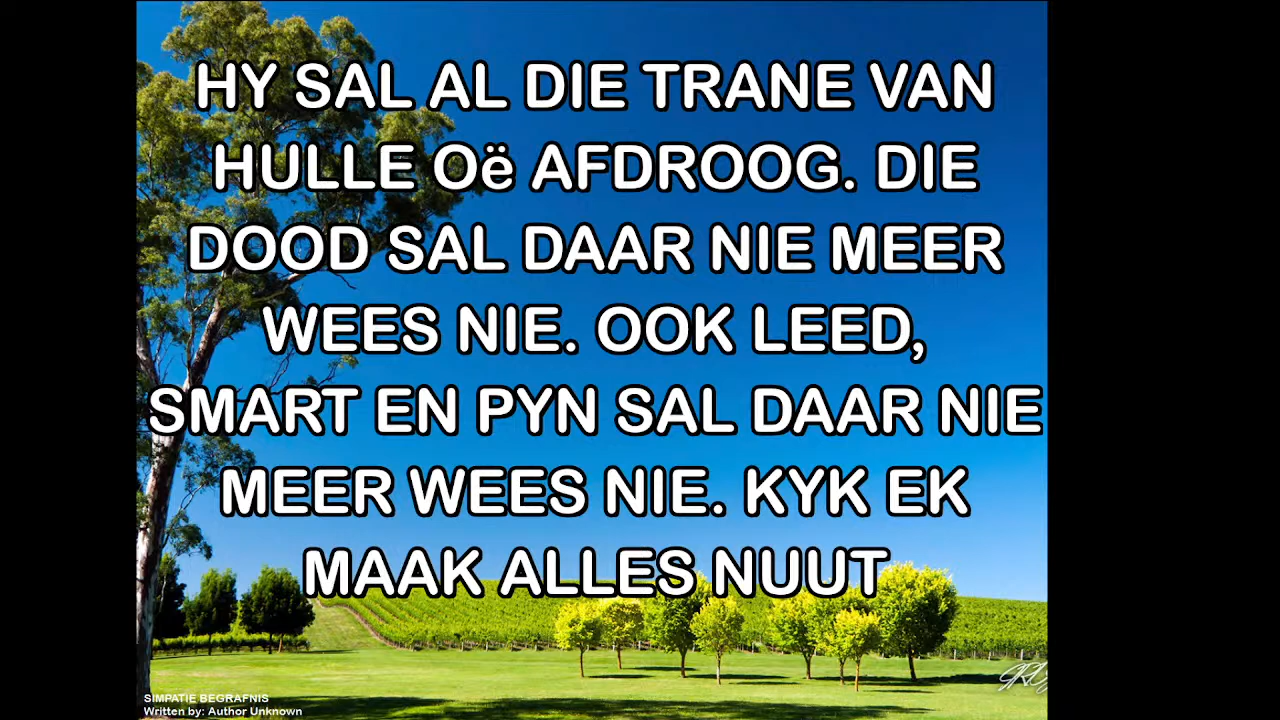 HY SAL AL DIE TRANE VAN
HULLE Oë AFDROOG. DIE
DOOD SAL DAAR NIE MEER
WEES NIE. OOK LEED,
SMART EN PYN SAL DAAR NIE
MEER WEES NIE. KYK EK
MAAK ALLES NUUT
SIMPATIE BEGRAFNIS
Written by: Author Unknown